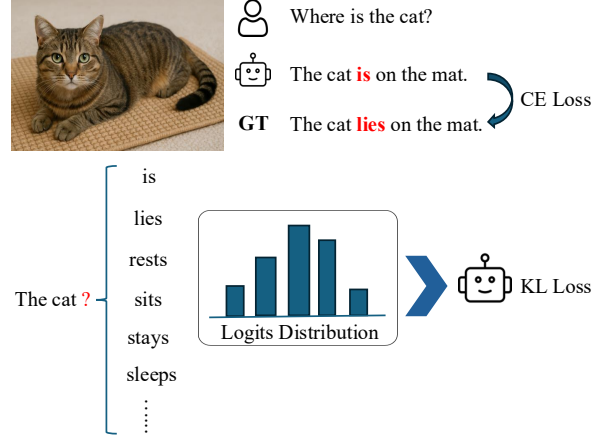 Where is the cat?
The cat is on the mat.
CE Loss
GT The cat lies on the mat.
is
lies
rests
The cat ?
sits
stays
sleeps
......
Logits Distribution
KL Loss